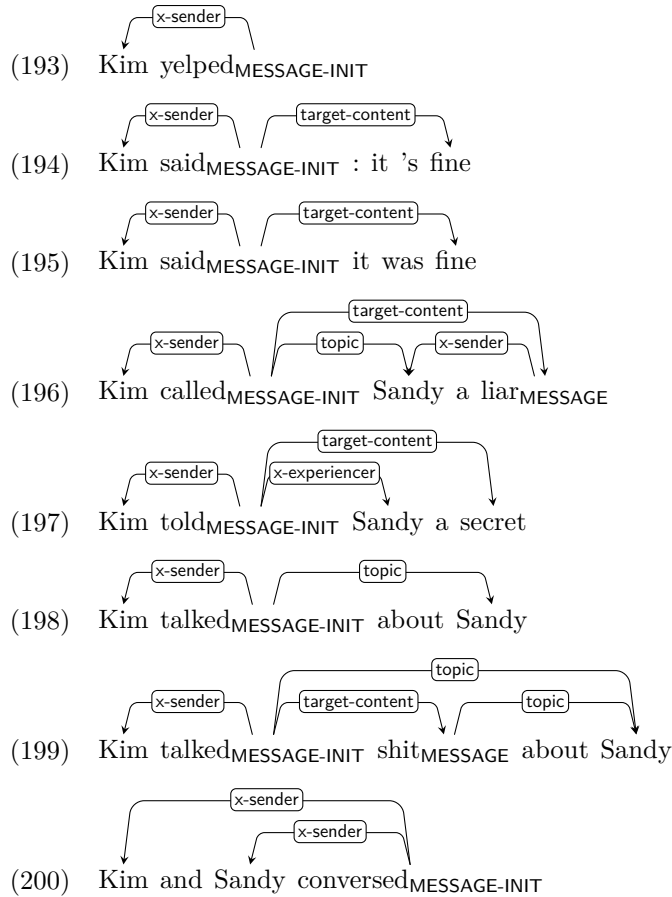 x-sender
(193) Kim yelpedMESSAGE-INIT
x-sender target-content
(194) Kim saidMESSAGE-INIT : it 's fine
x-sender target-content
(195) Kim saidMESSAGE-INIT it was fine
target-content
x-sender topic x-sender
(196) Kim calledMESSAGE-INIT Sandy a liarMESSAGE
target-content
x-sender x-experiencer
(197) Kim toldMESSAGE-INIT Sandy a secret
x-sender topic
(198) Kim talkedMESSAGE-INIT about Sandy
topic
x-sender target-content topic
(199) Kim talkedMESSAGE-INIT shitMESSAGE about Sandy
x-sender
x-sender
(200) Kim and Sandy conversedMESSAGE-INIT